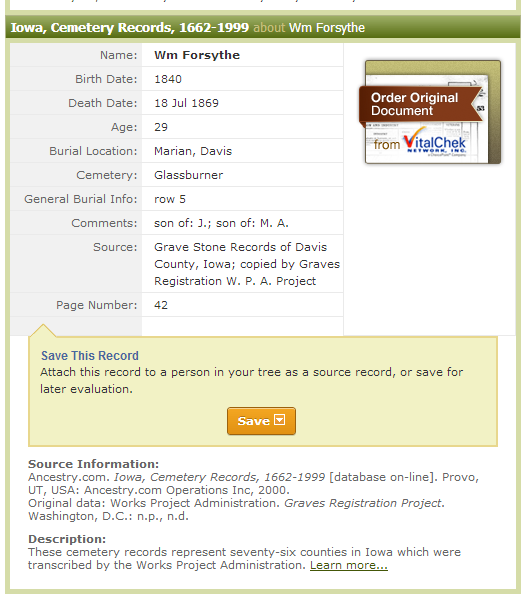 Iowa, Cemetery Records, 1662-1999 about Wm Forsythe
Name: Wm Forsythe
Birth Date: 1840
Death Date: 18 Jul 1869
Age: 29
Burial Location: Marian, Davis
Cemetery: Glassburner
General Burial Info: row 5
Comments: son of: J.; son of: M. A.
Source: Grave Stone Records of Davis
County, Iowa; copied by Graves
Registration W. P. A. Project
Page Number: 42
Order Original
Document
53
from VitalChek
NETWORK, INC.
Save This Record
Attach this record to a person in your tree as a source record, or save for
later evaluation.
Save
Source Information:
Ancestry.com. Iowa, Cemetery Records, 1662-1999 [database on-line]. Provo,
UT, USA: Ancestry.com Operations Inc, 2000.
Original data: Works Project Administration. Graves Registration Project.
Washington, D.C.: n.p., n.d.
Description:
These cemetery records represent seventy-six counties in Iowa which were
transcribed by the Works Project Administration. Learn more...